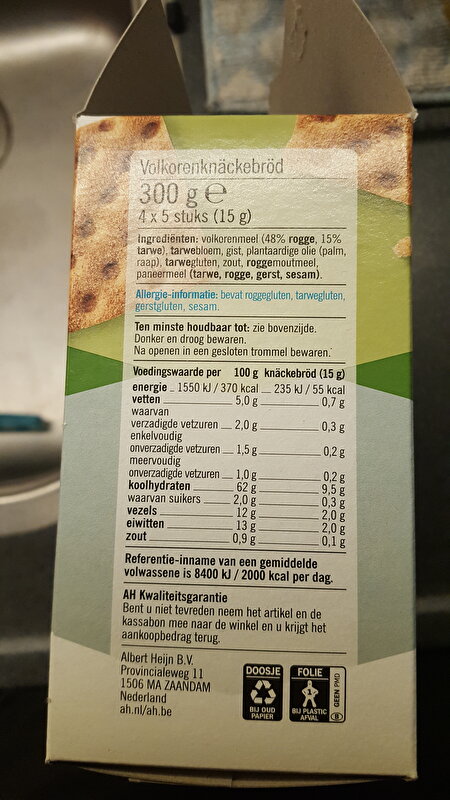 Volkorenknäckebröd
300 g ℮
4 x 5 stuks (15 g)
Ingrediënten: volkorenmeel (48% rogge, 15%
tarwe), tarwebloem, gist, plantaardige olie (palm,
raap), tarwegluten, zout, roggemoutmeel,
paneermeel (tarwe, rogge, gerst, sesam).
Allergie-informatie: bevat roggegluten, tarwegluten,
gerstgluten, sesam.
Ten minste houdbaar tot: zie bovenzijde.
Donker en droog bewaren.
Na openen in een gesloten trommel bewaren.
Voedingswaarde per 100 g knäckebröd (15 g)
energie 1550 kJ / 370 kcal 235 kJ / 55 kcal
vetten 5,0 g 0,7 g
waarvan
verzadigde vetzuren 2,0 g 0,3 g
enkelvoudig
onverzadigde vetzuren 1,5 g 0,2 g
meervoudig
onverzadigde vetzuren 1,0 g 0,2 g
koolhydraten 62 g 9,5 g
waarvan suikers 2,0 g 0,3 g
vezels 12 g 2,0 g
eiwitten 13 g 2,0 g
zout 0,9 g 0,1 g
Referentie-inname van een gemiddelde
volwassene is 8400 kJ / 2000 kcal per dag.
AH Kwaliteitsgarantie
Bent u niet tevreden neem het artikel en de
kassabon mee naar de winkel en u krijgt het
aankoopbedrag terug.
Albert Heijn B.V.
Provincialeweg 11
1506 MA ZAANDAM
Nederland
ah.nl/ah.be
DOOSJE
BIJ OUD
PAPIER
FOLIE
1
BIJ PLASTIC
AFVAL
GEEN PMD
B